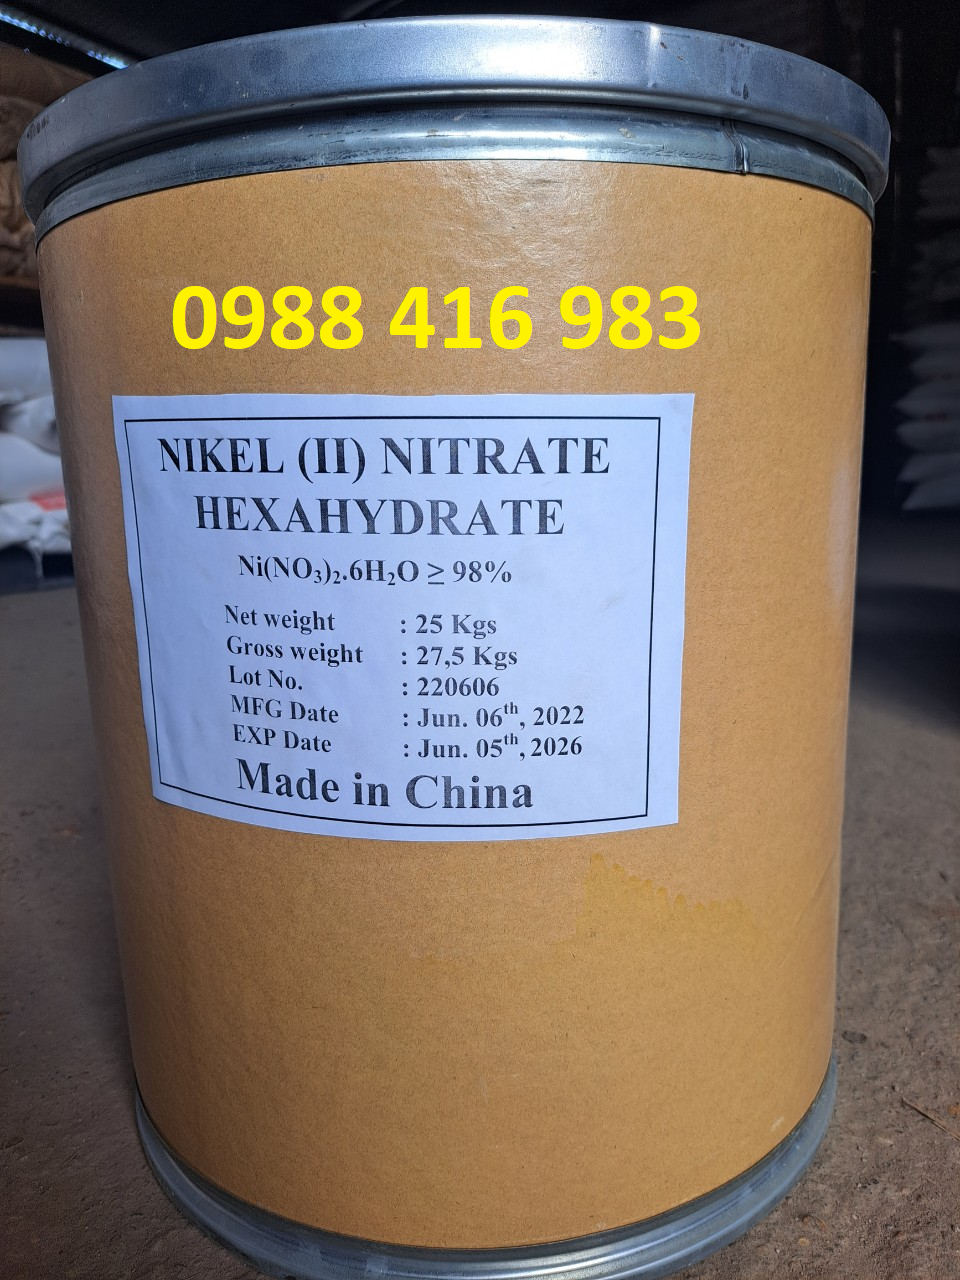 0988 416 983
NIKEL (II) NITRATE
HEXAHYDRATE
Ni(NO₃)₂.6H₂O ≥ 98%
Net weight : 25 Kgs
Gross weight : 27,5 Kgs
Lot No. : 220606
MFG Date : Jun. 06th, 2022
EXP Date : Jun. 05th, 2026
Made in China